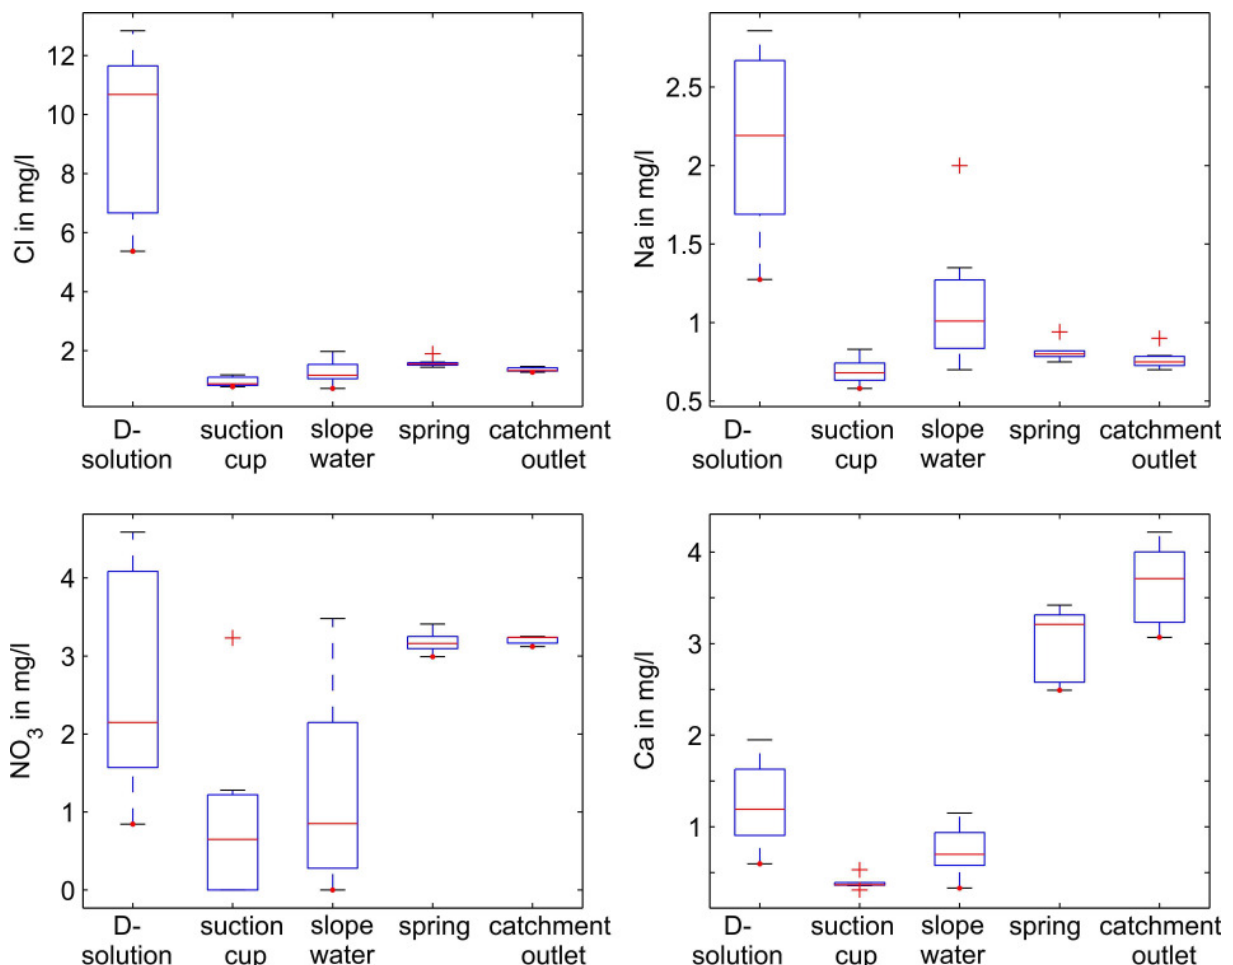 12
10
8
6
4
2
Cl in mg/l
D-
solution
suction
cup
slope
water
spring
catchment
outlet
2.5
2
1.5
1
0.5
Na in mg/l
D-
solution
suction
cup
slope
water
spring
catchment
outlet
4
3
2
1
0
NO3 in mg/l
D-
solution
suction
cup
slope
water
spring
catchment
outlet
4
3
2
1
Ca in mg/l
D-
solution
suction
cup
slope
water
spring
catchment
outlet